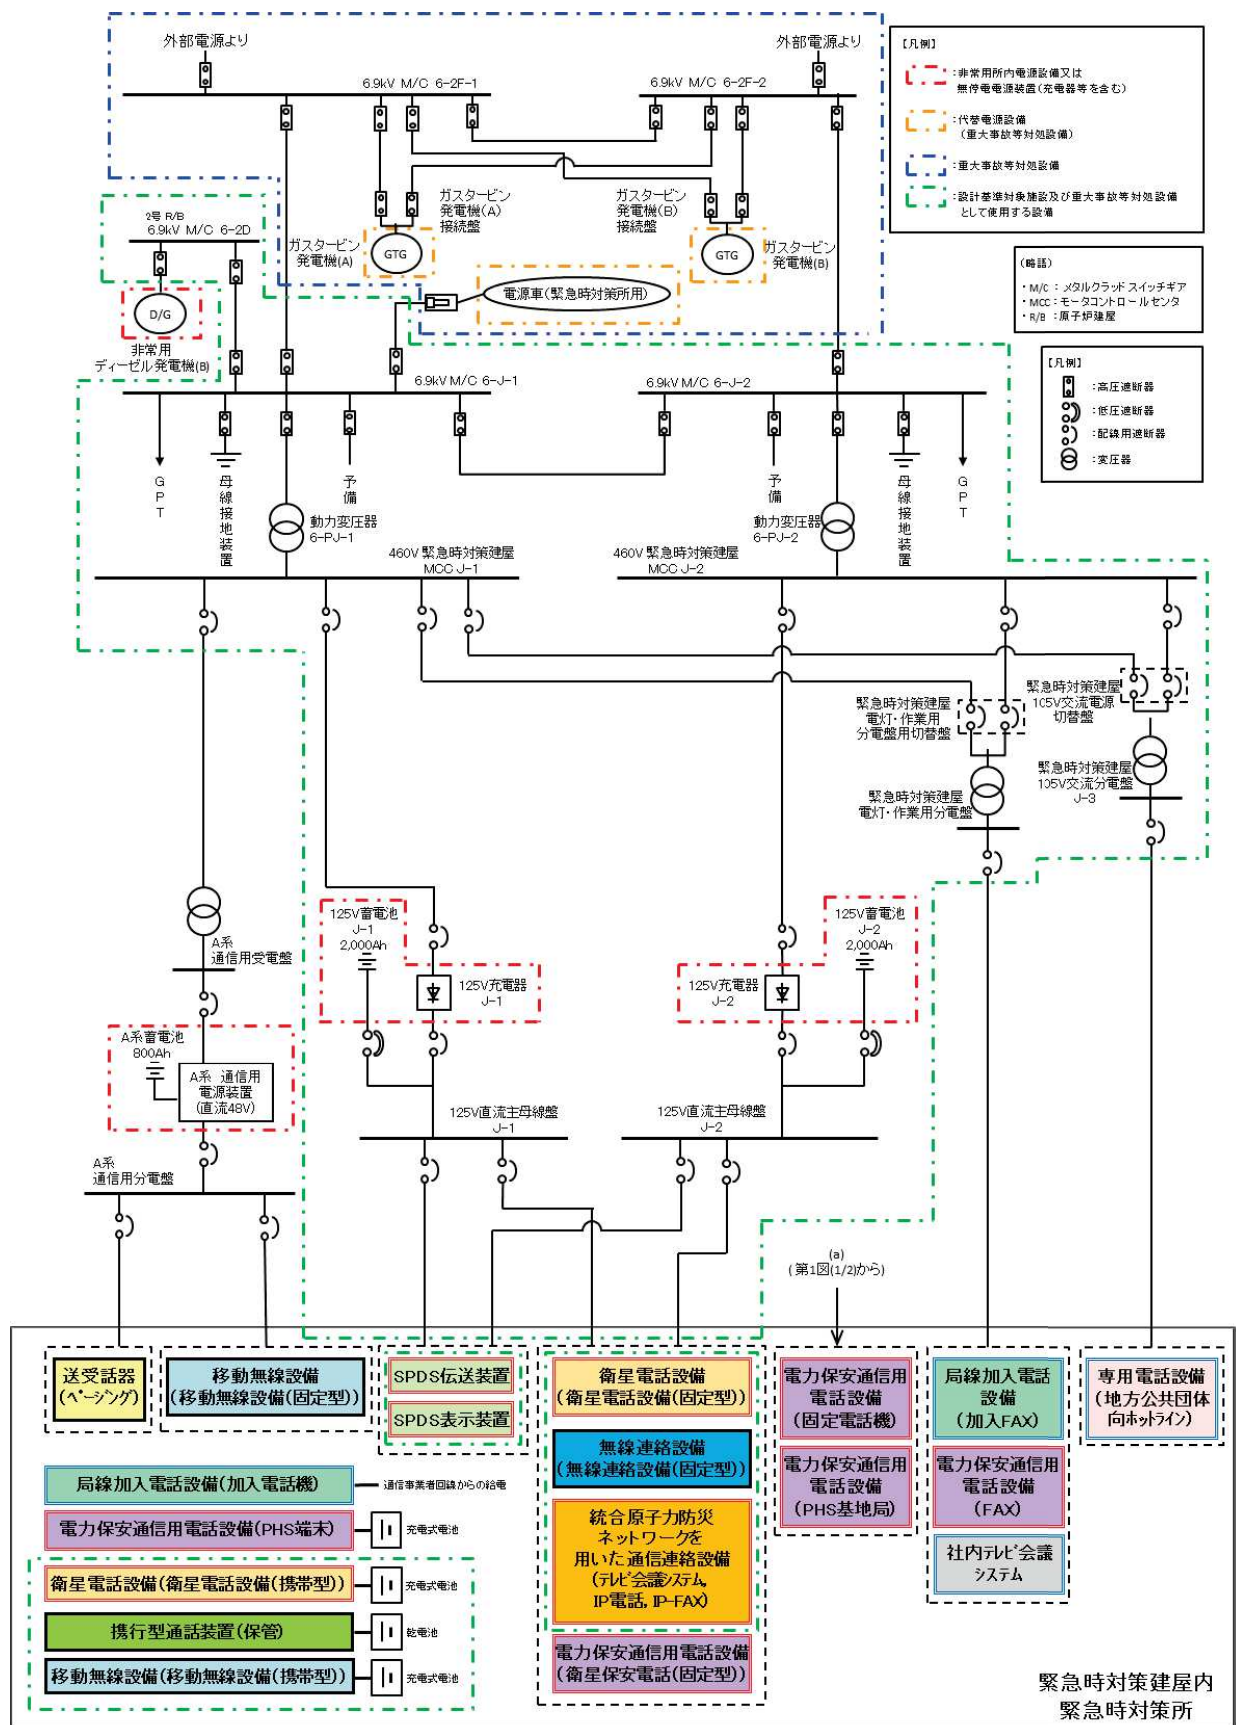 外部電源より
外部電源より
6.9kV M/C 6-2F-1
6.9kV M/C 6-2F-2
【凡例】
:非常用所内電源設備又は
無停電電源装置(充電器等を含む)
:代替電源設備
(重大事故等対処設備)
:重大事故等対処設備
:設計基準対象施設及び重大事故等対処設備
として使用する設備
ガスタービン
発電機(A)
接続盤
ガスタービン
発電機(B)
接続盤
2号 R/B
6.9kV M/C 6-2D
ガスタービン
発電機(A)
GTG
GTG
ガスタービン
発電機(B)
電源車(緊急時対策所用)
D/G
非常用
ディーゼル発電機(B)
(略語)
・M/C : メタルクラッドスイッチギア
・MCC : モータコントロールセンタ
・R/B : 原子炉建屋
【凡例】
:高圧遮断器
:低圧遮断器
:配線用遮断器
:変圧器
6.9kV M/C 6-J-1
6.9kV M/C 6-J-2
GPT
母線接地装置
予備
予備
母線接地装置
GPT
動力変圧器
6-PJ-1
動力変圧器
6-PJ-2
460V 緊急時対策建屋
MCC J-1
460V 緊急時対策建屋
MCC J-2
緊急時対策建屋
電灯・作業用
分電盤用切替盤
緊急時対策建屋
105V交流電源
切替盤
緊急時対策建屋
電灯・作業用分電盤
緊急時対策建屋
105V交流分電盤
J-3
A系
通信用受電盤
125V蓄電池
J-1
2,000Ah
125V充電器
J-1
125V蓄電池
J-2
2,000Ah
125V充電器
J-2
A系蓄電池
800Ah
A系 通信用
電源装置
(直流48V)
A系
通信用分電盤
125V直流主母線盤
J-1
125V直流主母線盤
J-2
(a)
(第1図(1/2)から)
送受話器
(ページング)
移動無線設備
(移動無線設備(固定型))
SPDS伝送装置
SPDS表示装置
衛星電話設備
(衛星電話設備(固定型))
無線連絡設備
(無線連絡設備(固定型))
統合原子力防災
ネットワークを
用いた通信連絡設備
(テレビ会議システム,
IP電話, IP-FAX)
電力保安通信用電話設備
(衛星保安電話(固定型))
電力保安通信用
電話設備
(固定電話機)
電力保安通信用
電話設備
(PHS基地局)
局線加入電話
設備
(加入FAX)
電力保安通信用
電話設備
(FAX)
社内テレビ会議
システム
専用電話設備
(地方公共団体
向ホットライン)
局線加入電話設備(加入電話機)
通信事業者回線からの給電
電力保安通信用電話設備(PHS端末)
充電式電池
衛星電話設備(衛星電話設備(携帯型))
充電式電池
携行型通話装置(保管)
乾電池
移動無線設備(移動無線設備(携帯型))
充電式電池
緊急時対策建屋内
緊急時対策所